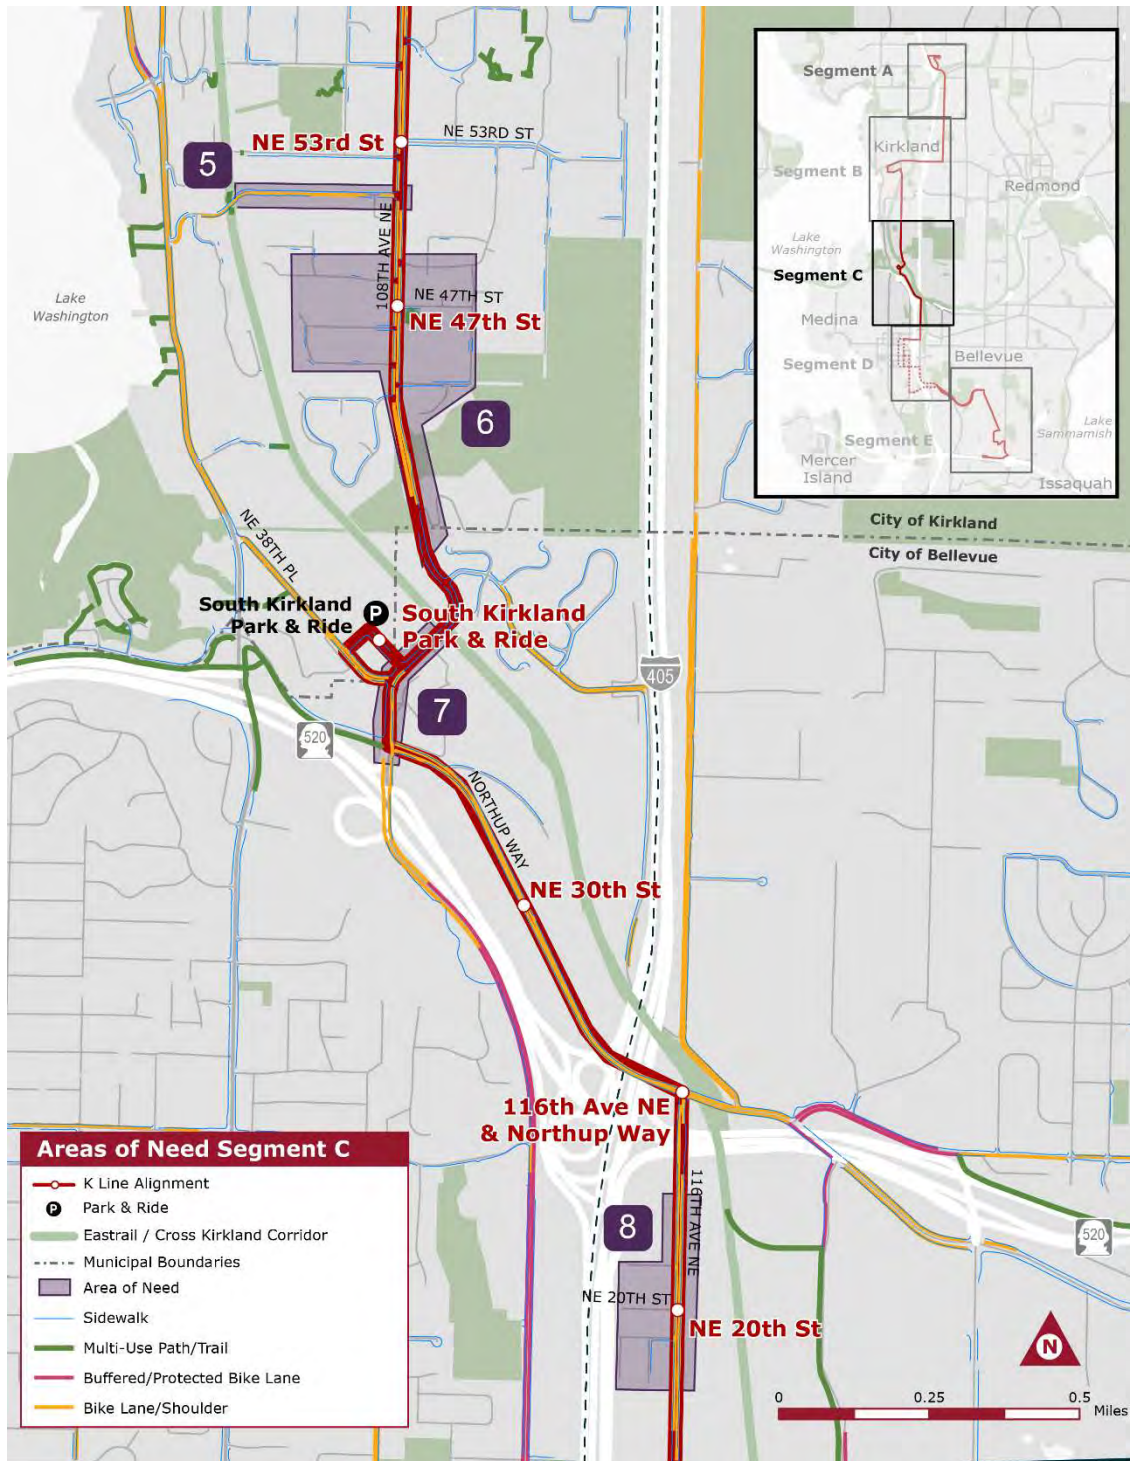 Segment A
Kirkland
Segment B
Redmond
Lake
Washington
Segment C
Medina
Segment D
Bellevue
Lake
Sammamish
Segment E
Mercer
Island
Issaquah
NE 53rd St
NE 53RD ST
5
108TH AVE NE
NE 47TH ST
NE 47th St
Lake
Washington
6
City of Kirkland
City of Bellevue
NE 38TH PL
South Kirkland
Park & Ride
P
South Kirkland
Park & Ride
405
7
520
NORTHUP WAY
NE 30th St
116th Ave NE
& Northup Way
116TH AVE NE
8
520
NE 20TH ST
NE 20th St
Areas of Need Segment C
K Line Alignment
P Park & Ride
Eastrail / Cross Kirkland Corridor
Municipal Boundaries
Area of Need
Sidewalk
Multi-Use Path/Trail
Buffered/Protected Bike Lane
Bike Lane/Shoulder
N
0 0.25 0.5
Miles